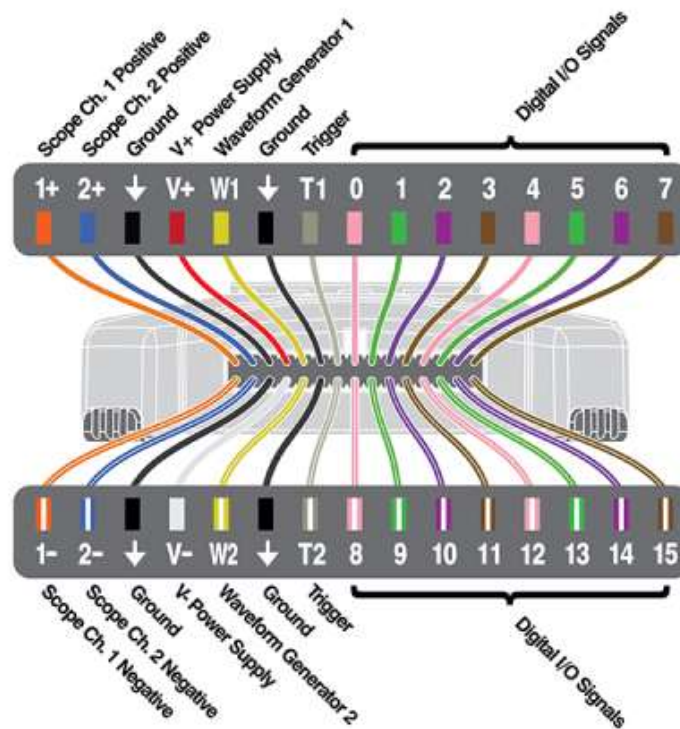 Scope Ch. 1 Positive
Scope Ch. 2 Positive
Ground
V+ Power Supply
Waveform Generator 1
Ground
Trigger
Digital I/O Signals
1+ 2+ V+ W1 T1 0 1 2 3 4 5 6 7
1- 2- V- W2 T2 8 9 10 11 12 13 14 15
Scope Ch. 1 Negative
Scope Ch. 2 Negative
Ground
V- Power Supply
Waveform Generator 2
Ground
Trigger
Digital I/O Signals